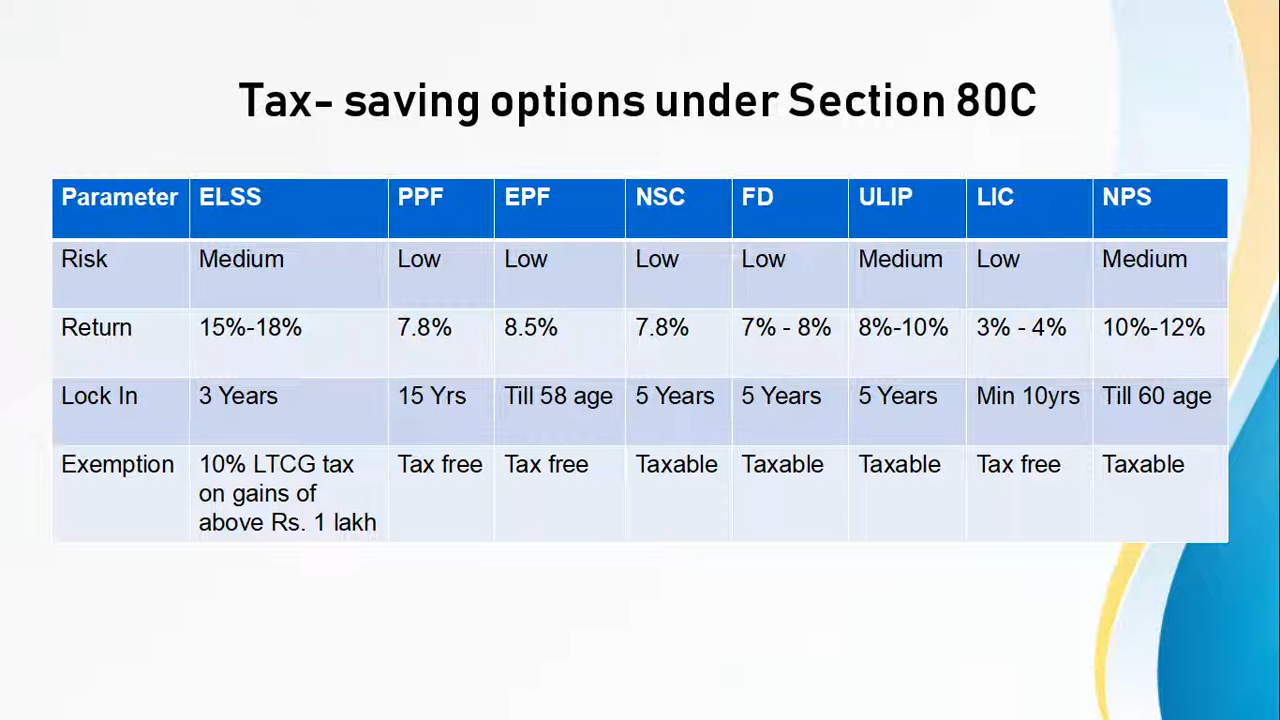 Tax- saving options under Section 80C
Parameter ELSS PPF EPF NSC FD ULIP LIC NPS
Risk Medium Low Low Low Low Medium Low Medium
Return 15%-18% 7.8% 8.5% 7.8% 7% - 8% 8%-10% 3% - 4% 10%-12%
Lock In 3 Years 15 Yrs Till 58 age 5 Years 5 Years 5 Years Min 10yrs Till 60 age
Exemption 10% LTCG tax Tax free Tax free Taxable Taxable Taxable Tax free Taxable
on gains of
above Rs. 1 lakh